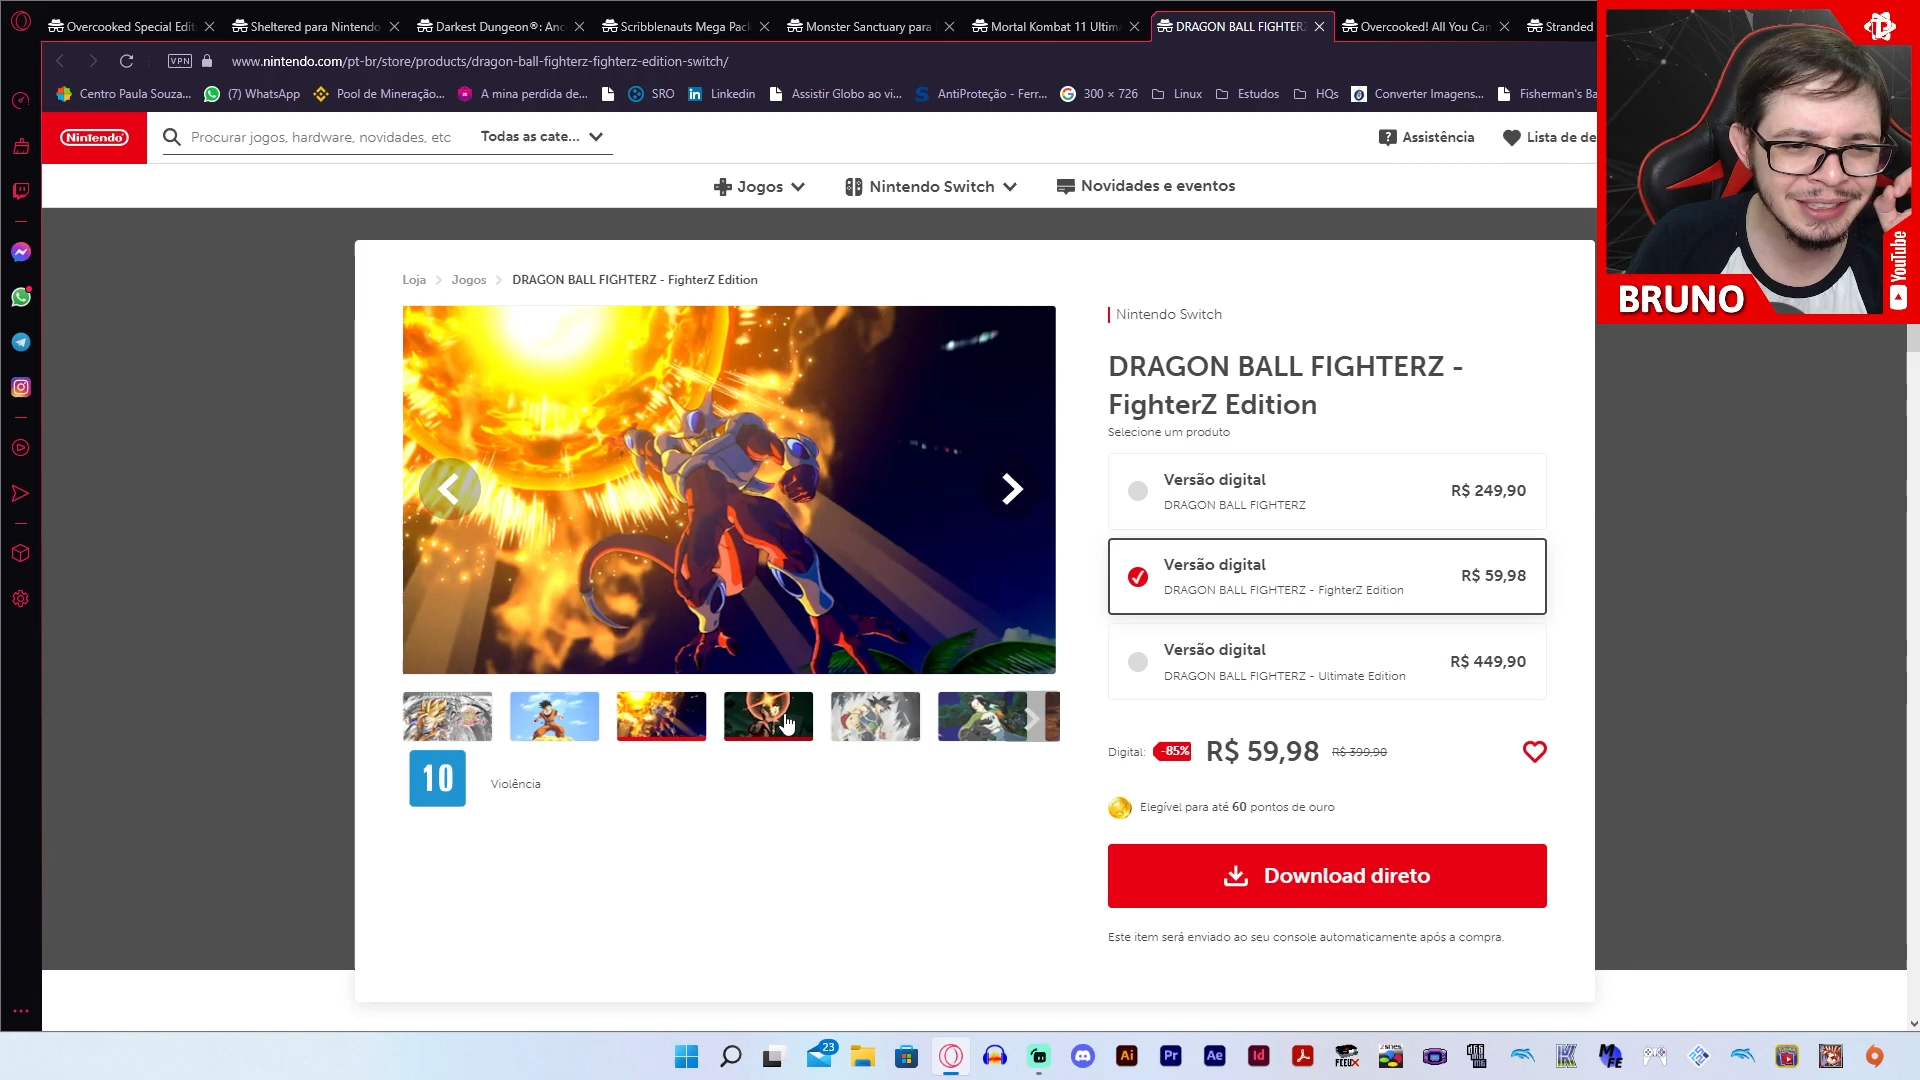 Overcooked Special Edit
Sheltered para Nintendo
Darkest Dungeon®: Anc
Scribblenauts Mega Pack
Monster Sanctuary para
Mortal Kombat 11 Ultim
DRAGON BALL FIGHTERZ
Overcooked! All You Can
Stranded
VPN
www.nintendo.com/pt-br/store/products/dragon-ball-fighterz-fighterz-edition-switch/
Centro Paula Souza...
(7) WhatsApp
Pool de Mineração...
A mina perdida de...
SRO
Linkedin
Assistir Globo ao vi...
AntiProteção - Ferr...
300 × 726
Linux
Estudos
HQs
Converter Imagens...
Fisherman's Ba
Nintendo
Procurar jogos, hardware, novidades, etc
Todas as cate...
Assistência
Lista de de
Jogos
Nintendo Switch
Novidades e eventos
YouTube
BRUNO
Loja
Jogos
DRAGON BALL FIGHTERZ - FighterZ Edition
Nintendo Switch
DRAGON BALL FIGHTERZ -
FighterZ Edition
Selecione um produto
Versão digital
DRAGON BALL FIGHTERZ
R$ 249,90
Versão digital
DRAGON BALL FIGHTERZ - FighterZ Edition
R$ 59,98
Versão digital
DRAGON BALL FIGHTERZ - Ultimate Edition
R$ 449,90
Digital:
-85%
R$ 59,98
R$ 399,90
10
Violência
Elegível para até 60 pontos de ouro
Download direto
Este item será enviado ao seu console automaticamente após a compra.
23
Ai
Pr
Ae
Id